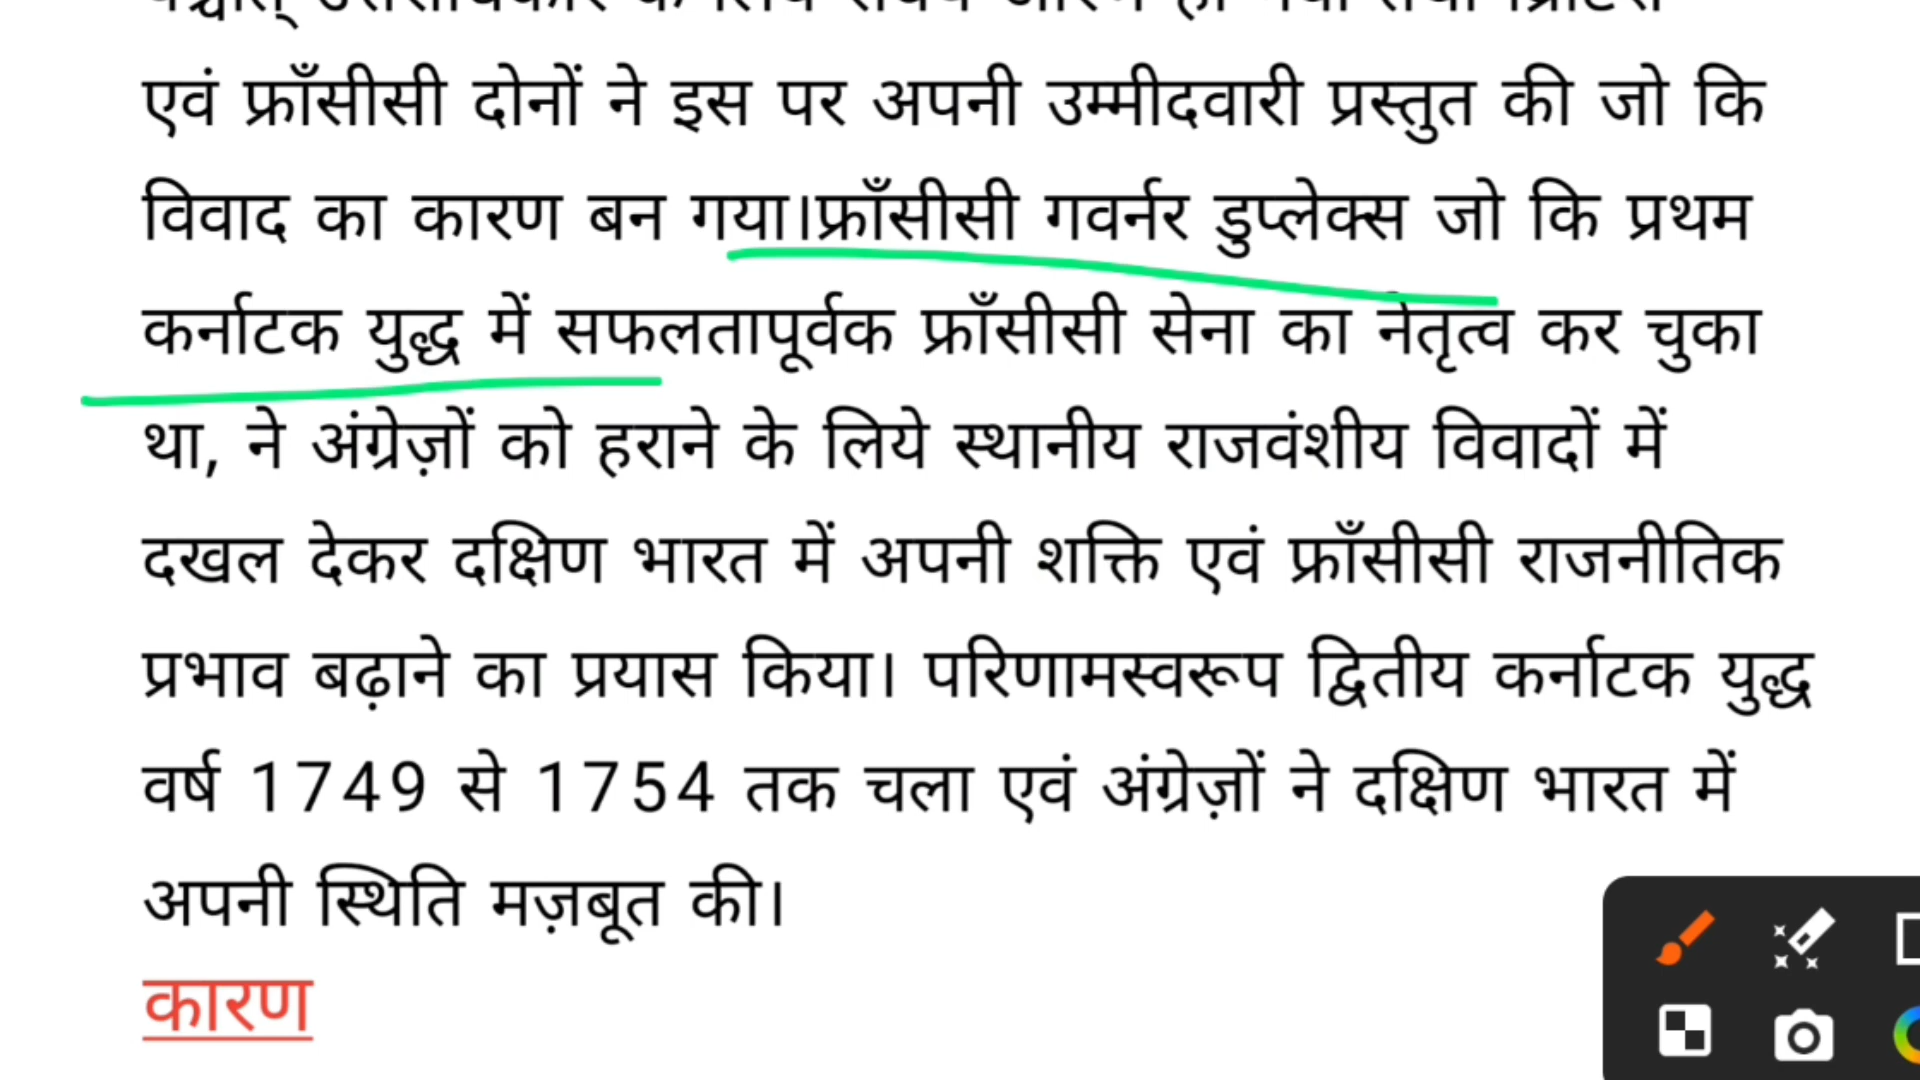 एवं फ्राँसीसी दोनों ने इस पर अपनी उम्मीदवारी प्रस्तुत की जो कि
विवाद का कारण बन गया।फ्राँसीसी गवर्नर डुप्लेक्स जो कि प्रथम
कर्नाटक युद्ध में सफलतापूर्वक फ्राँसीसी सेना का नेतृत्व कर चुका
था, ने अंग्रेज़ों को हराने के लिये स्थानीय राजवंशीय विवादों में
दखल देकर दक्षिण भारत में अपनी शक्ति एवं फ्राँसीसी राजनीतिक
प्रभाव बढ़ाने का प्रयास किया। परिणामस्वरूप द्वितीय कर्नाटक युद्ध
वर्ष 1749 से 1754 तक चला एवं अंग्रेज़ों ने दक्षिण भारत में
अपनी स्थिति मज़बूत की।
कारण